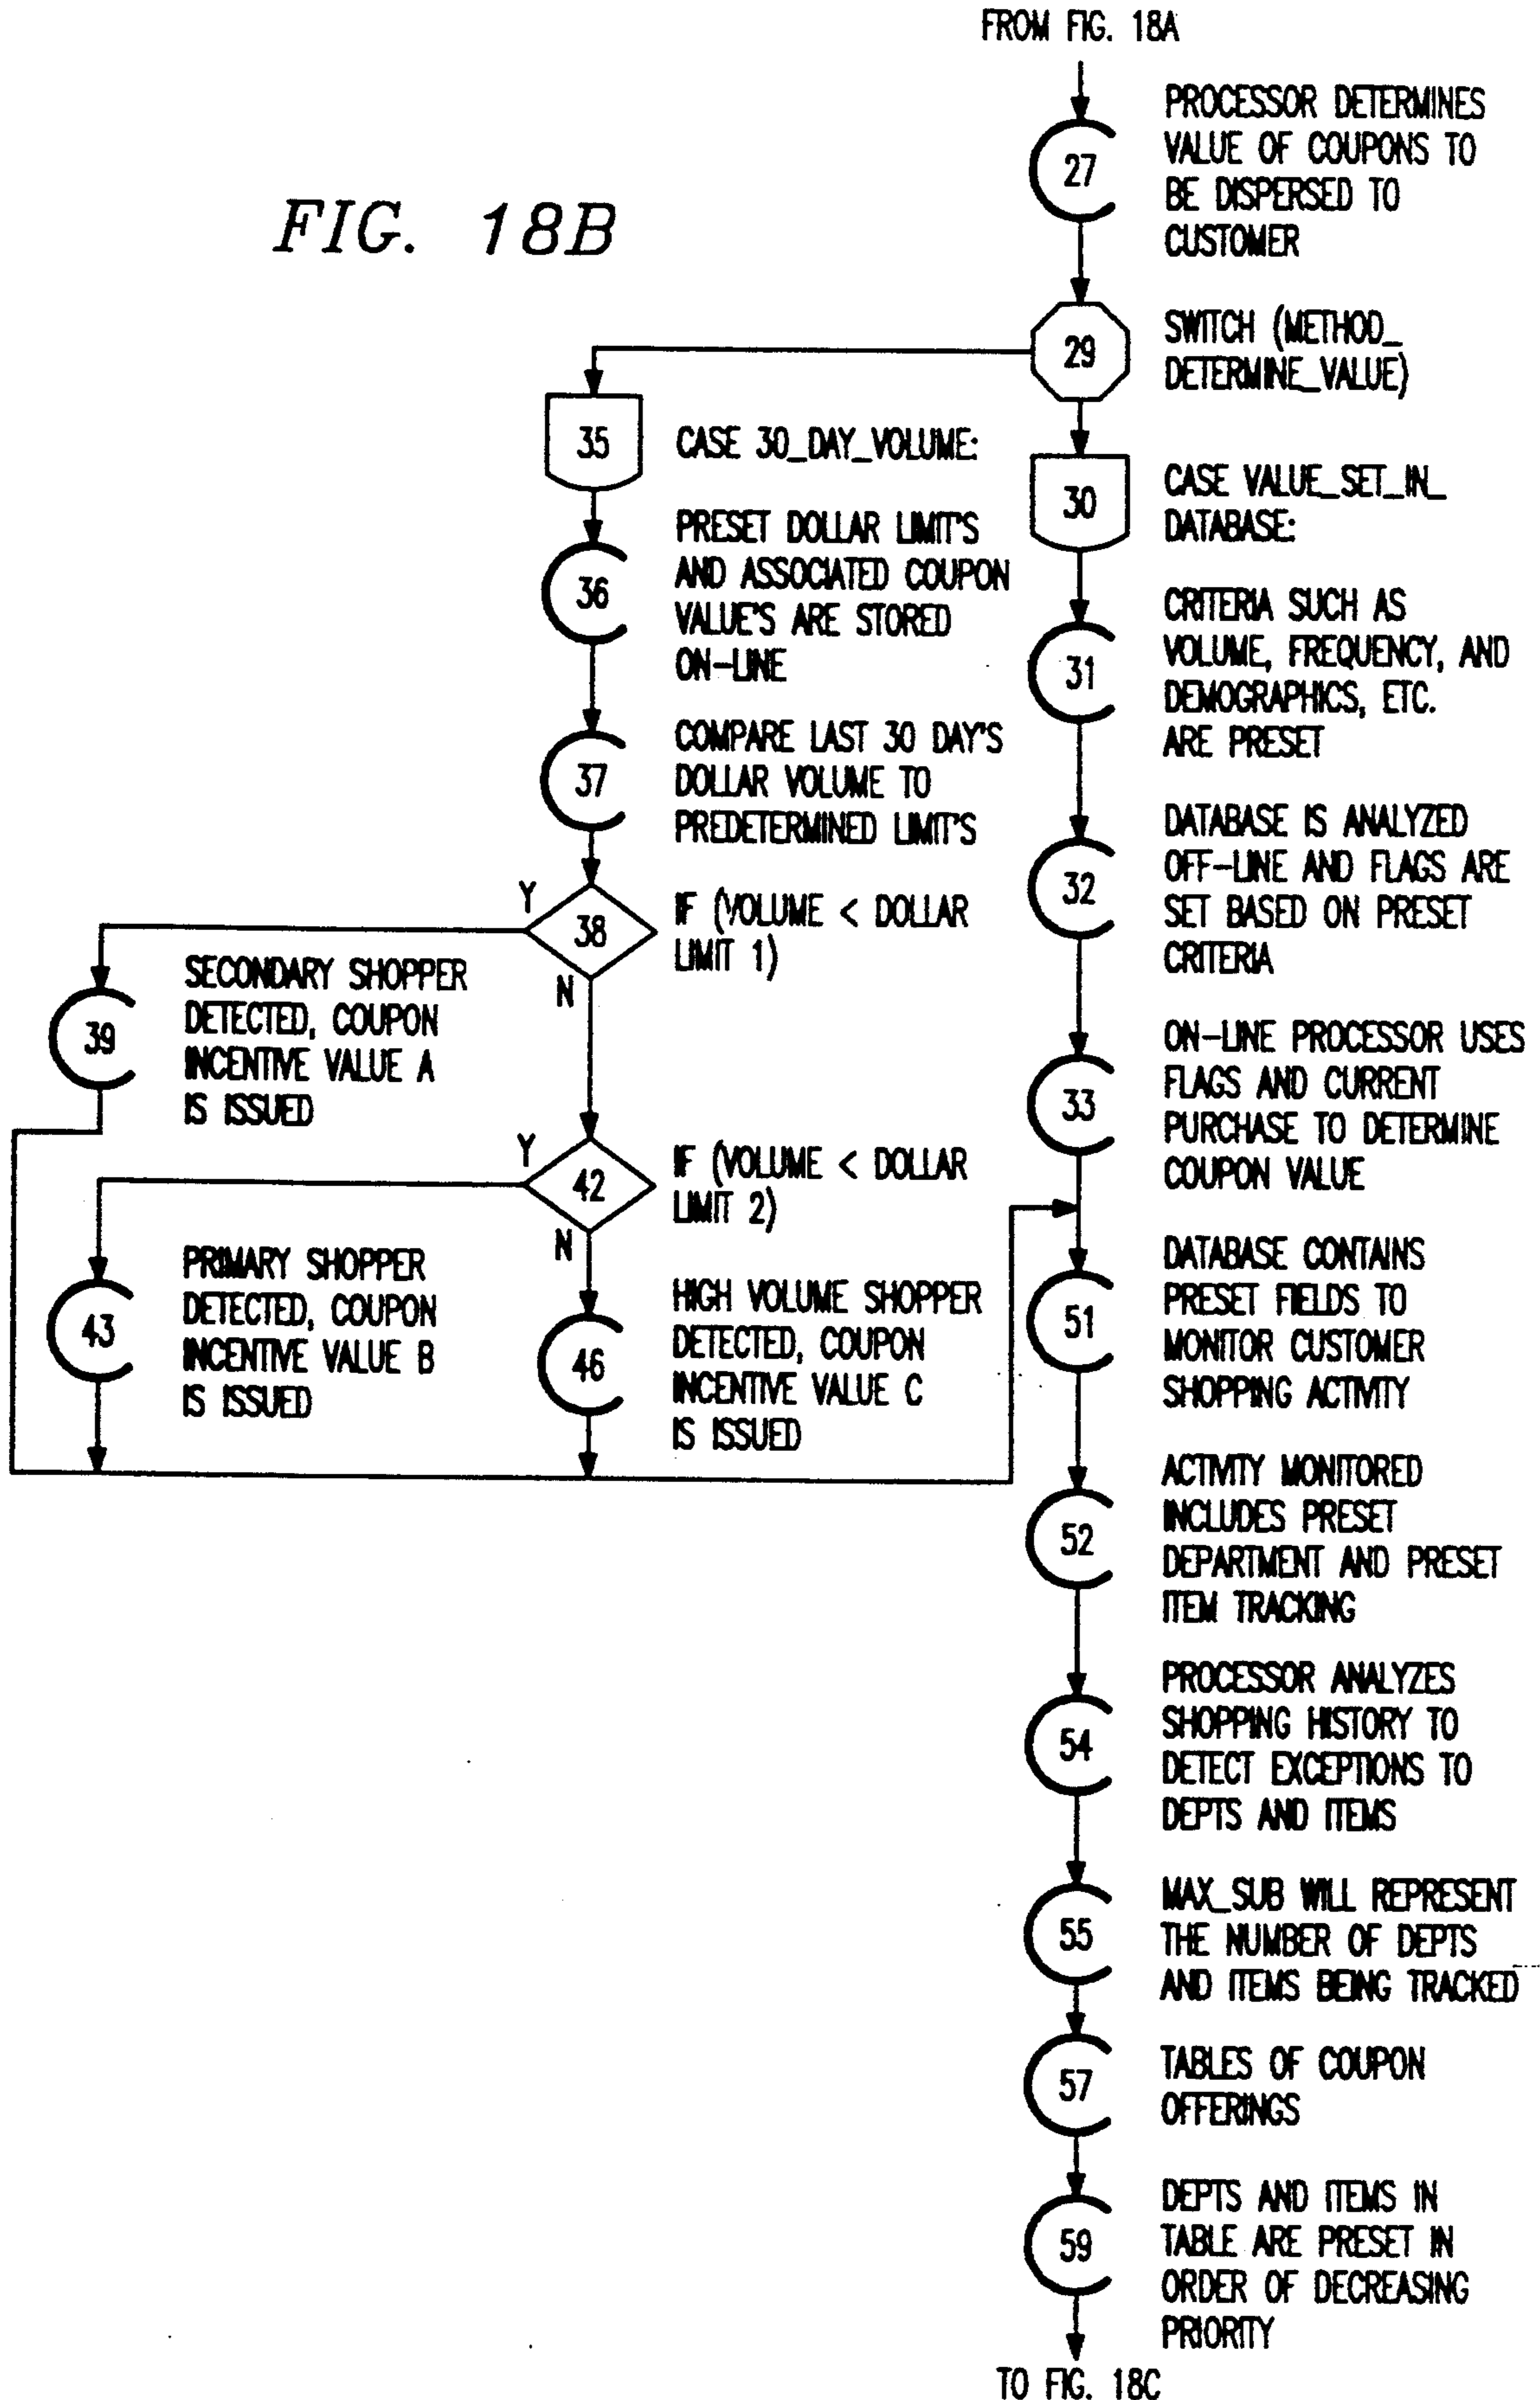 FROM FIG. 18A
27
PROCESSOR DETERMINES
VALUE OF COUPONS TO
BE DISPERSED TO
CUSTOMER
FIG. 18B
29
SWITCH (METHOD_
DETERMINE_VALUE)
35
CASE 30_DAY_VOLUME:
30
CASE VALUE_SET_IN_
DATABASE:
36
PRESET DOLLAR LIMIT'S
AND ASSOCIATED COUPON
VALUE'S ARE STORED
ON-LINE
31
CRITERIA SUCH AS
VOLUME, FREQUENCY, AND
DEMOGRAPHICS, ETC.
ARE PRESET
37
COMPARE LAST 30 DAY'S
DOLLAR VOLUME TO
PREDETERMINED LIMIT'S
32
DATABASE IS ANALYZED
OFF-LINE AND FLAGS ARE
SET BASED ON PRESET
CRITERIA
Y
38
N
IF (VOLUME < DOLLAR
LIMIT 1)
39
SECONDARY SHOPPER
DETECTED, COUPON
INCENTIVE VALUE A
IS ISSUED
33
ON-LINE PROCESSOR USES
FLAGS AND CURRENT
PURCHASE TO DETERMINE
COUPON VALUE
Y
42
N
IF (VOLUME < DOLLAR
LIMIT 2)
43
PRIMARY SHOPPER
DETECTED, COUPON
INCENTIVE VALUE B
IS ISSUED
46
HIGH VOLUME SHOPPER
DETECTED, COUPON
INCENTIVE VALUE C
IS ISSUED
51
DATABASE CONTAINS
PRESET FIELDS TO
MONITOR CUSTOMER
SHOPPING ACTIVITY
52
ACTIVITY MONITORED
INCLUDES PRESET
DEPARTMENT AND PRESET
ITEM TRACKING
54
PROCESSOR ANALYZES
SHOPPING HISTORY TO
DETECT EXCEPTIONS TO
DEPTS AND ITEMS
55
MAX_SUB WILL REPRESENT
THE NUMBER OF DEPTS
AND ITEMS BEING TRACKED
57
TABLES OF COUPON
OFFERINGS
59
DEPTS AND ITEMS IN
TABLE ARE PRESET IN
ORDER OF DECREASING
PRIORITY
TO FIG. 18C